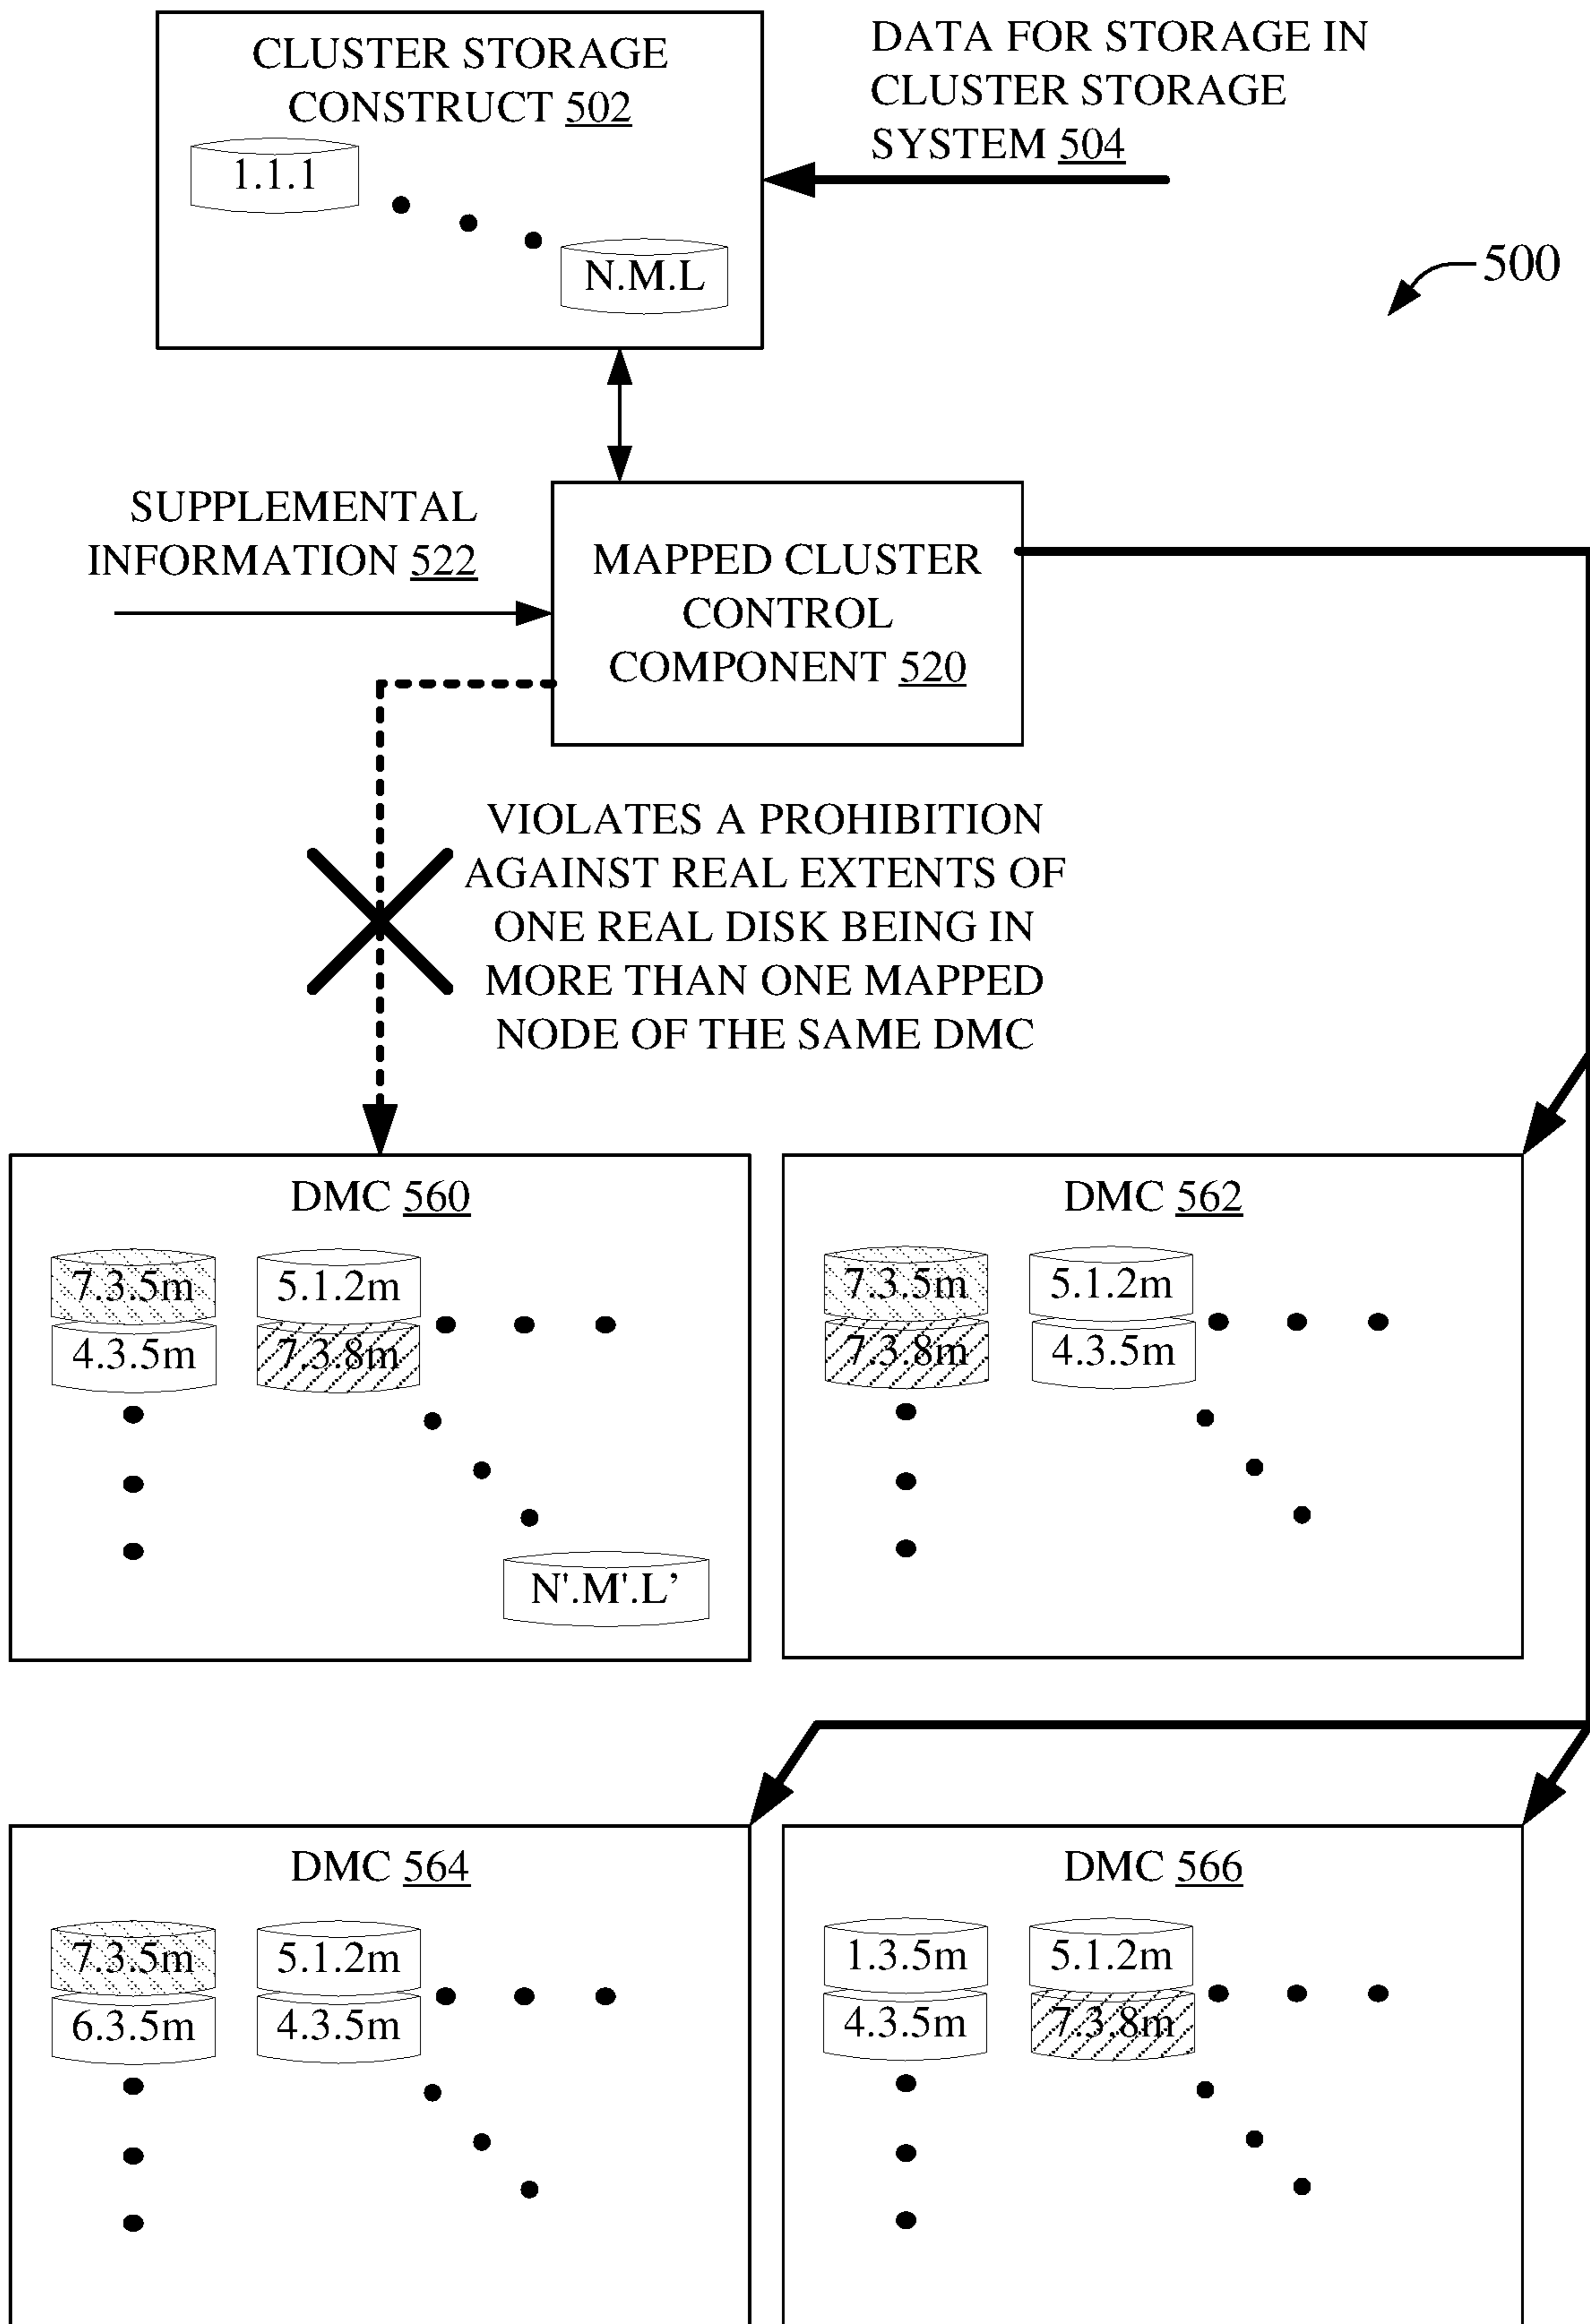 CLUSTER STORAGE
CONSTRUCT 502
1.1.1
N.M.L
DATA FOR STORAGE IN
CLUSTER STORAGE
SYSTEM 504
500
SUPPLEMENTAL
INFORMATION 522
MAPPED CLUSTER
CONTROL
COMPONENT 520
VIOLATES A PROHIBITION
AGAINST REAL EXTENTS OF
ONE REAL DISK BEING IN
MORE THAN ONE MAPPED
NODE OF THE SAME DMC
DMC 560
7.3.5m 5.1.2m
4.3.5m 7.3.8m
N'.M'.L’
DMC 562
7.3.5m 5.1.2m
7.3.8m 4.3.5m
DMC 564
7.3.5m 5.1.2m
6.3.5m 4.3.5m
DMC 566
1.3.5m 5.1.2m
4.3.5m 7.3.8m